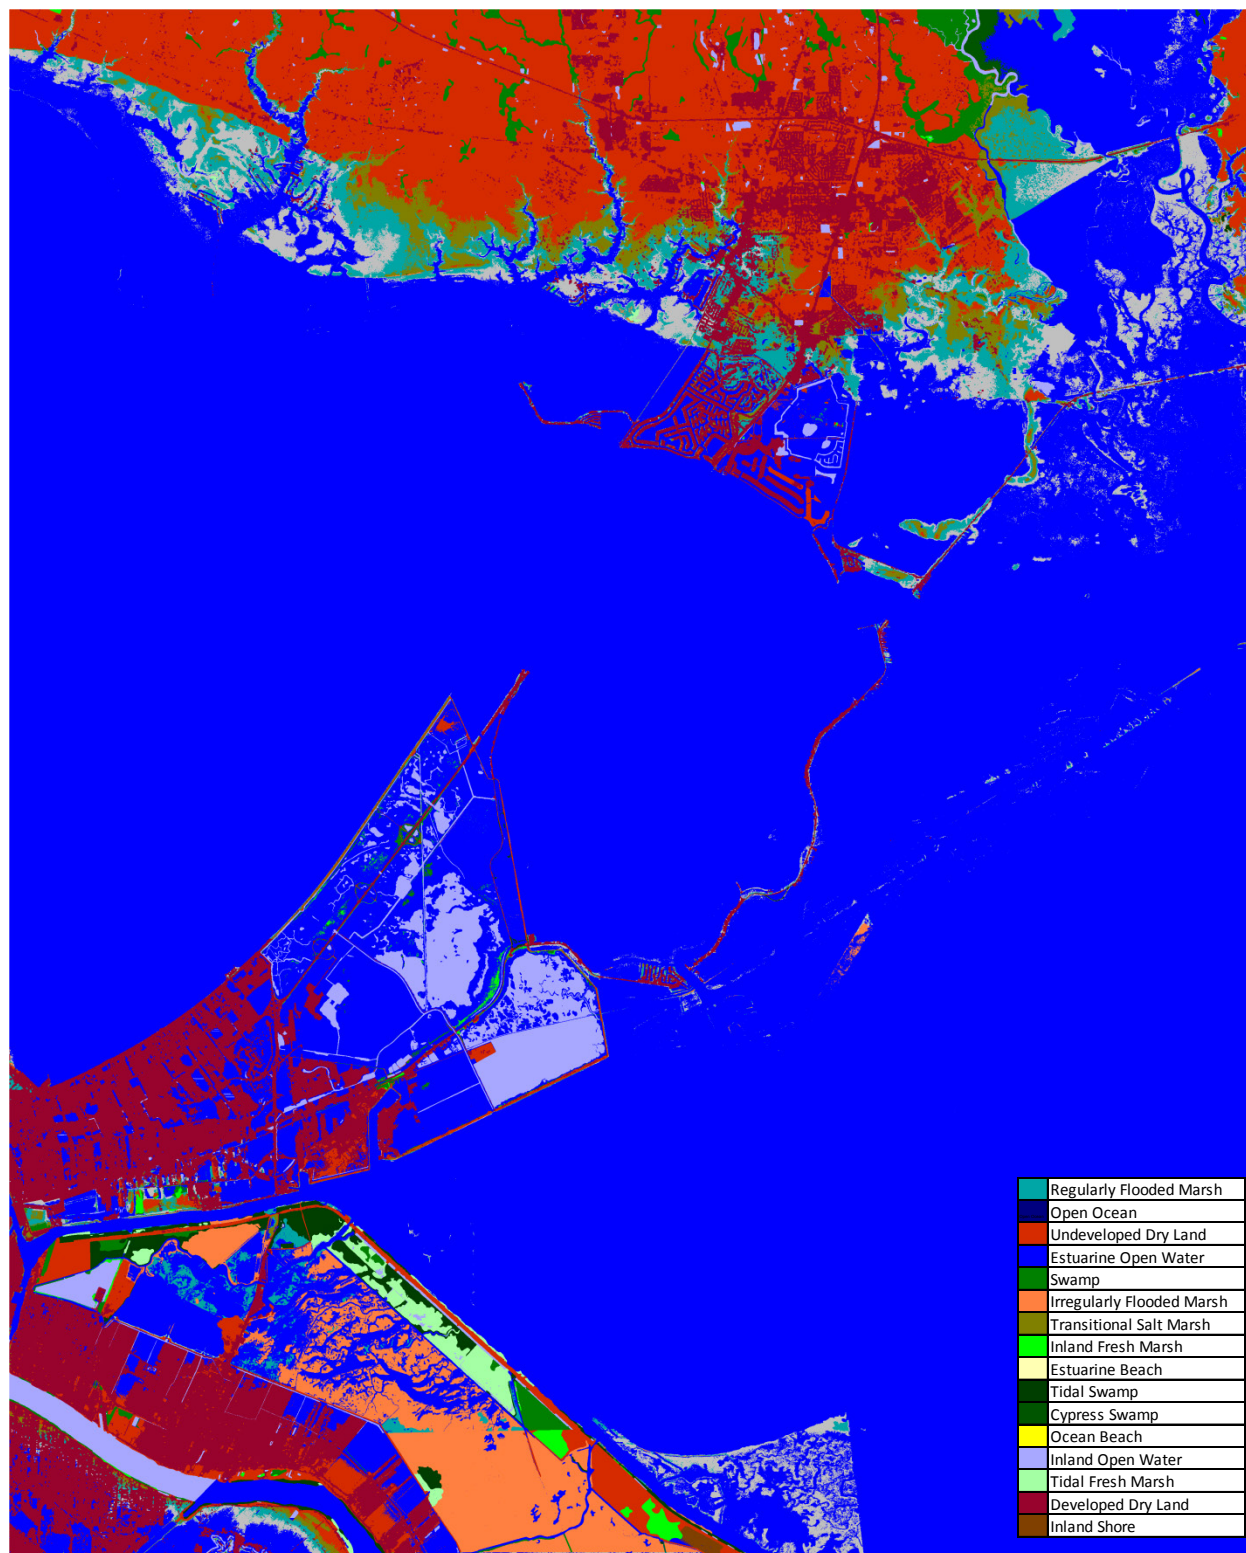 Regularly Flooded Marsh
Open Ocean
Undeveloped Dry Land
Estuarine Open Water
Swamp
Irregularly Flooded Marsh
Transitional Salt Marsh
Inland Fresh Marsh
Estuarine Beach
Tidal Swamp
Cypress Swamp
Ocean Beach
Inland Open Water
Tidal Fresh Marsh
Developed Dry Land
Inland Shore